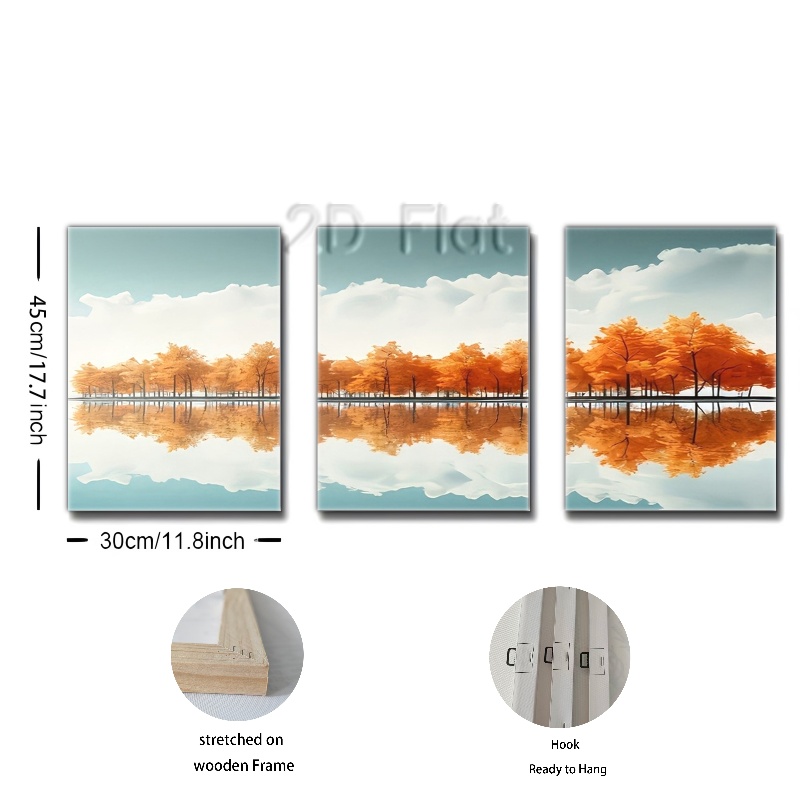 2D Flat
45cm/17.7inch
30cm/11.8inch
stretched on
wooden Frame
Hook
Ready to Hang